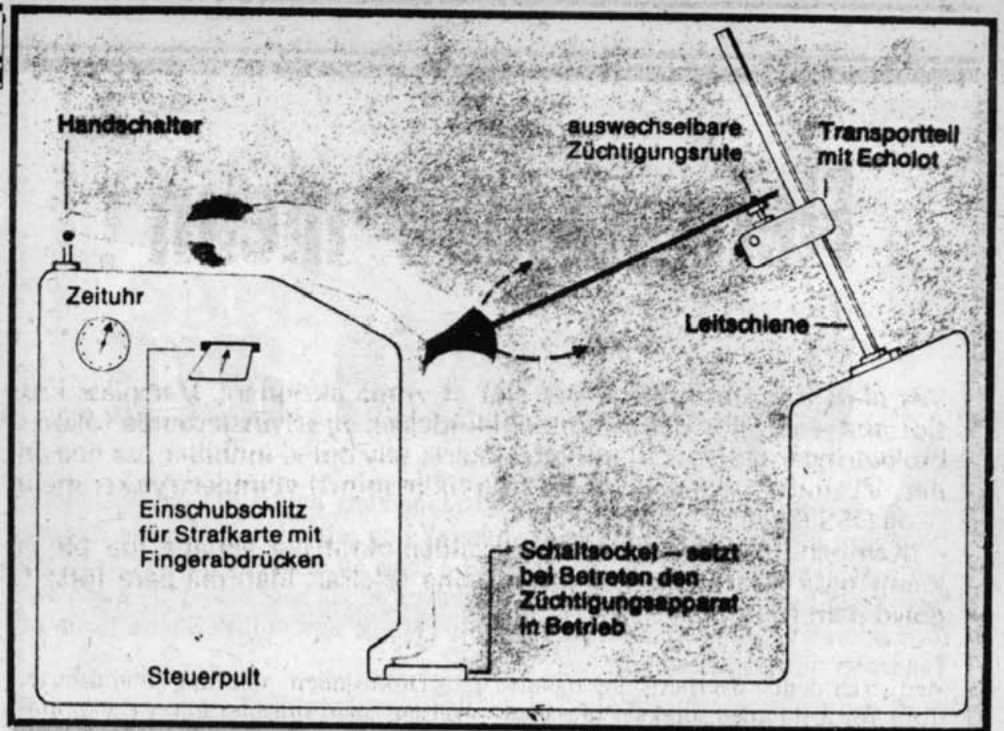 Handschalter
auswechselbare
Züchtigungsrute
Transportteil
mit Echolot
Zeituhr
Leitschiene
Einschubschlitz
für Strafkarte mit
Fingerabdrücken
Schaltsockel – setzt
bei Betreten den
Züchtigungsapparat
in Betrieb
Steuerpult